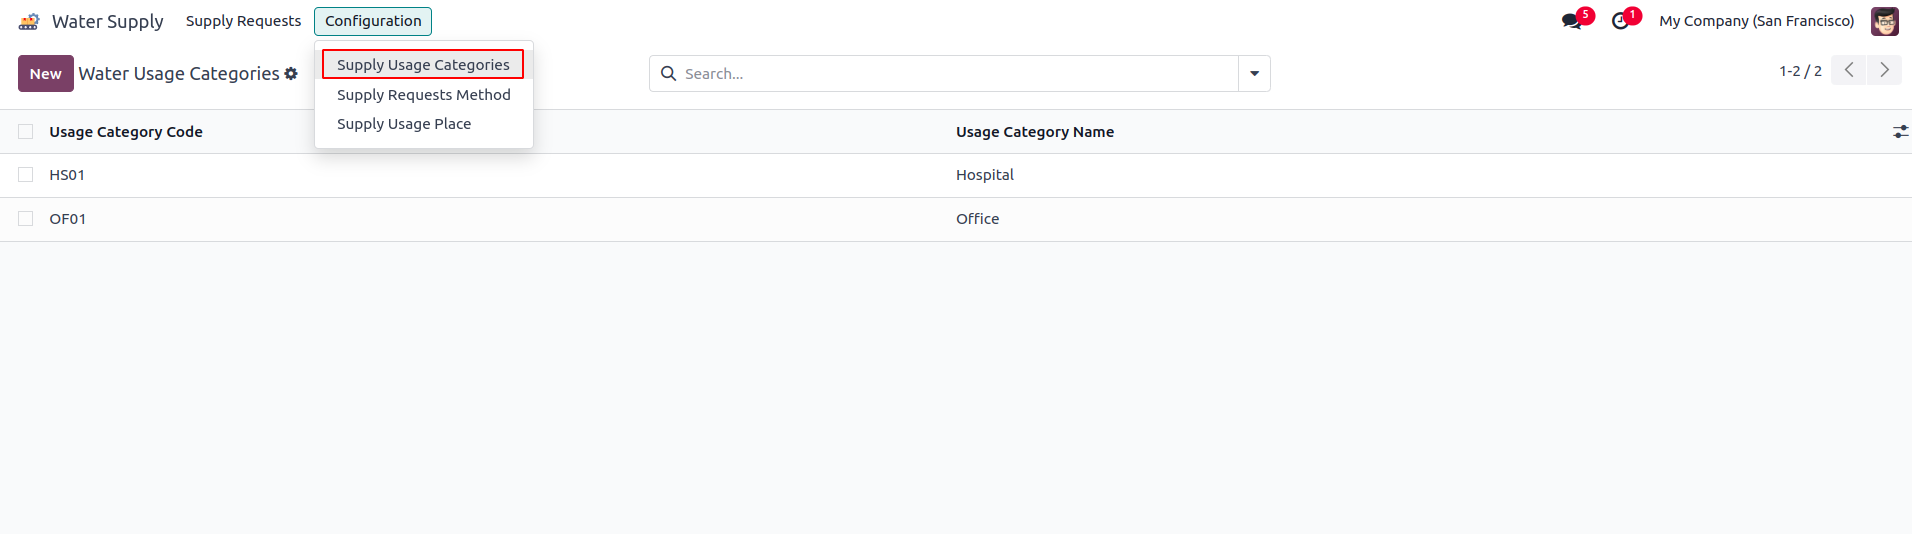 Water Supply Supply Requests Configuration 5 1 My Company (San Francisco)
New Water Usage Categories Search... 1-2 / 2
Supply Usage Categories
Supply Requests Method
Supply Usage Place
Usage Category Code Usage Category Name
HS01 Hospital
OF01 Office